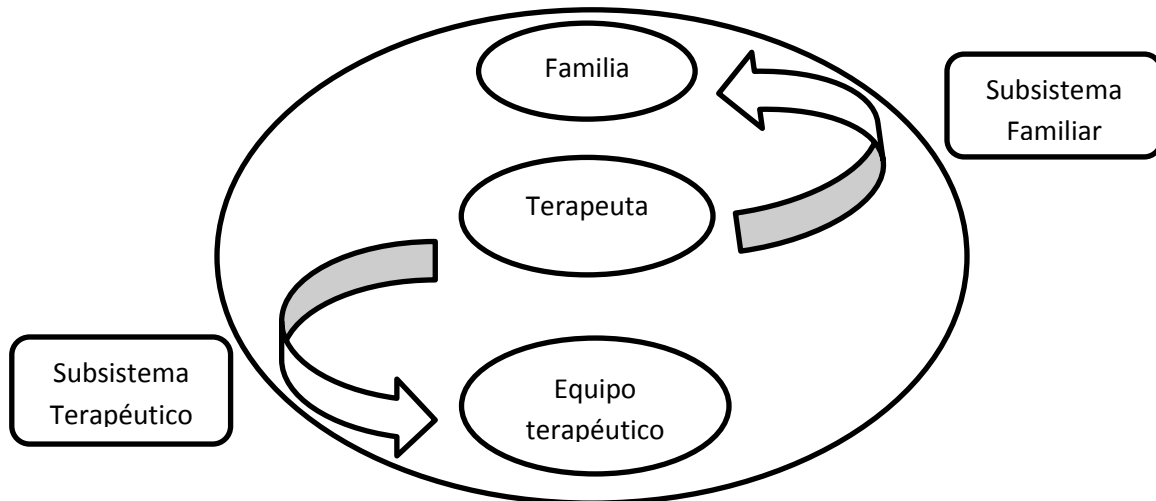 Familia
Subsistema
Familiar
Terapeuta
Subsistema
Terapéutico
Equipo
terapéutico